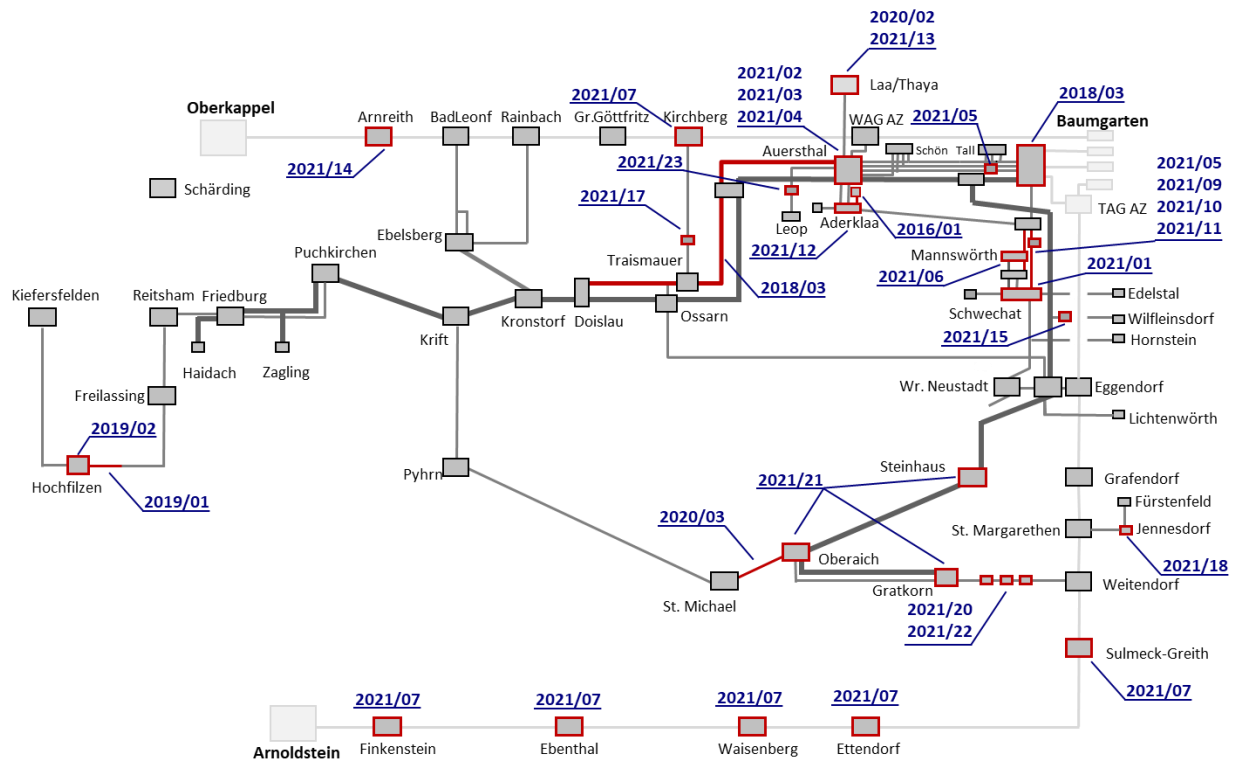 2020/02
2021/13
2021/02
2021/03
2021/04
Laa/Thaya
2018/03
2021/07
Oberkappel
Arnreith
BadLeonf
Rainbach
Gr.Göttfritz
Kirchberg
WAG AZ
2021/05
Baumgarten
Auersthal
Schön
Tall
2021/14
2021/23
2021/05
2021/09
2021/10
2021/11
Schärding
2021/17
TAG AZ
Leop
Aderklaa
2016/01
2021/12
Ebelsberg
Puchkirchen
Traismauer
2018/03
Mannswörth
2021/06
2021/01
Kiefersfelden
Reitsham
Friedburg
Krift
Kronstorf
Doislau
Ossarn
Schwechat
Edelstal
Wilfleinsdorf
2021/15
Hornstein
Haidach
Zagling
Freilassing
Wr. Neustadt
Eggendorf
Lichtenwörth
2019/02
Hochfilzen
2019/01
Pyhrn
Steinhaus
2021/21
Grafendorf
Fürstenfeld
2020/03
St. Margarethen
Jennesdorf
Oberaich
2021/18
St. Michael
Gratkorn
Weitendorf
2021/20
2021/22
Sulmeck-Greith
2021/07
2021/07
2021/07
2021/07
2021/07
Arnoldstein
Finkenstein
Ebenthal
Waisenberg
Ettendorf